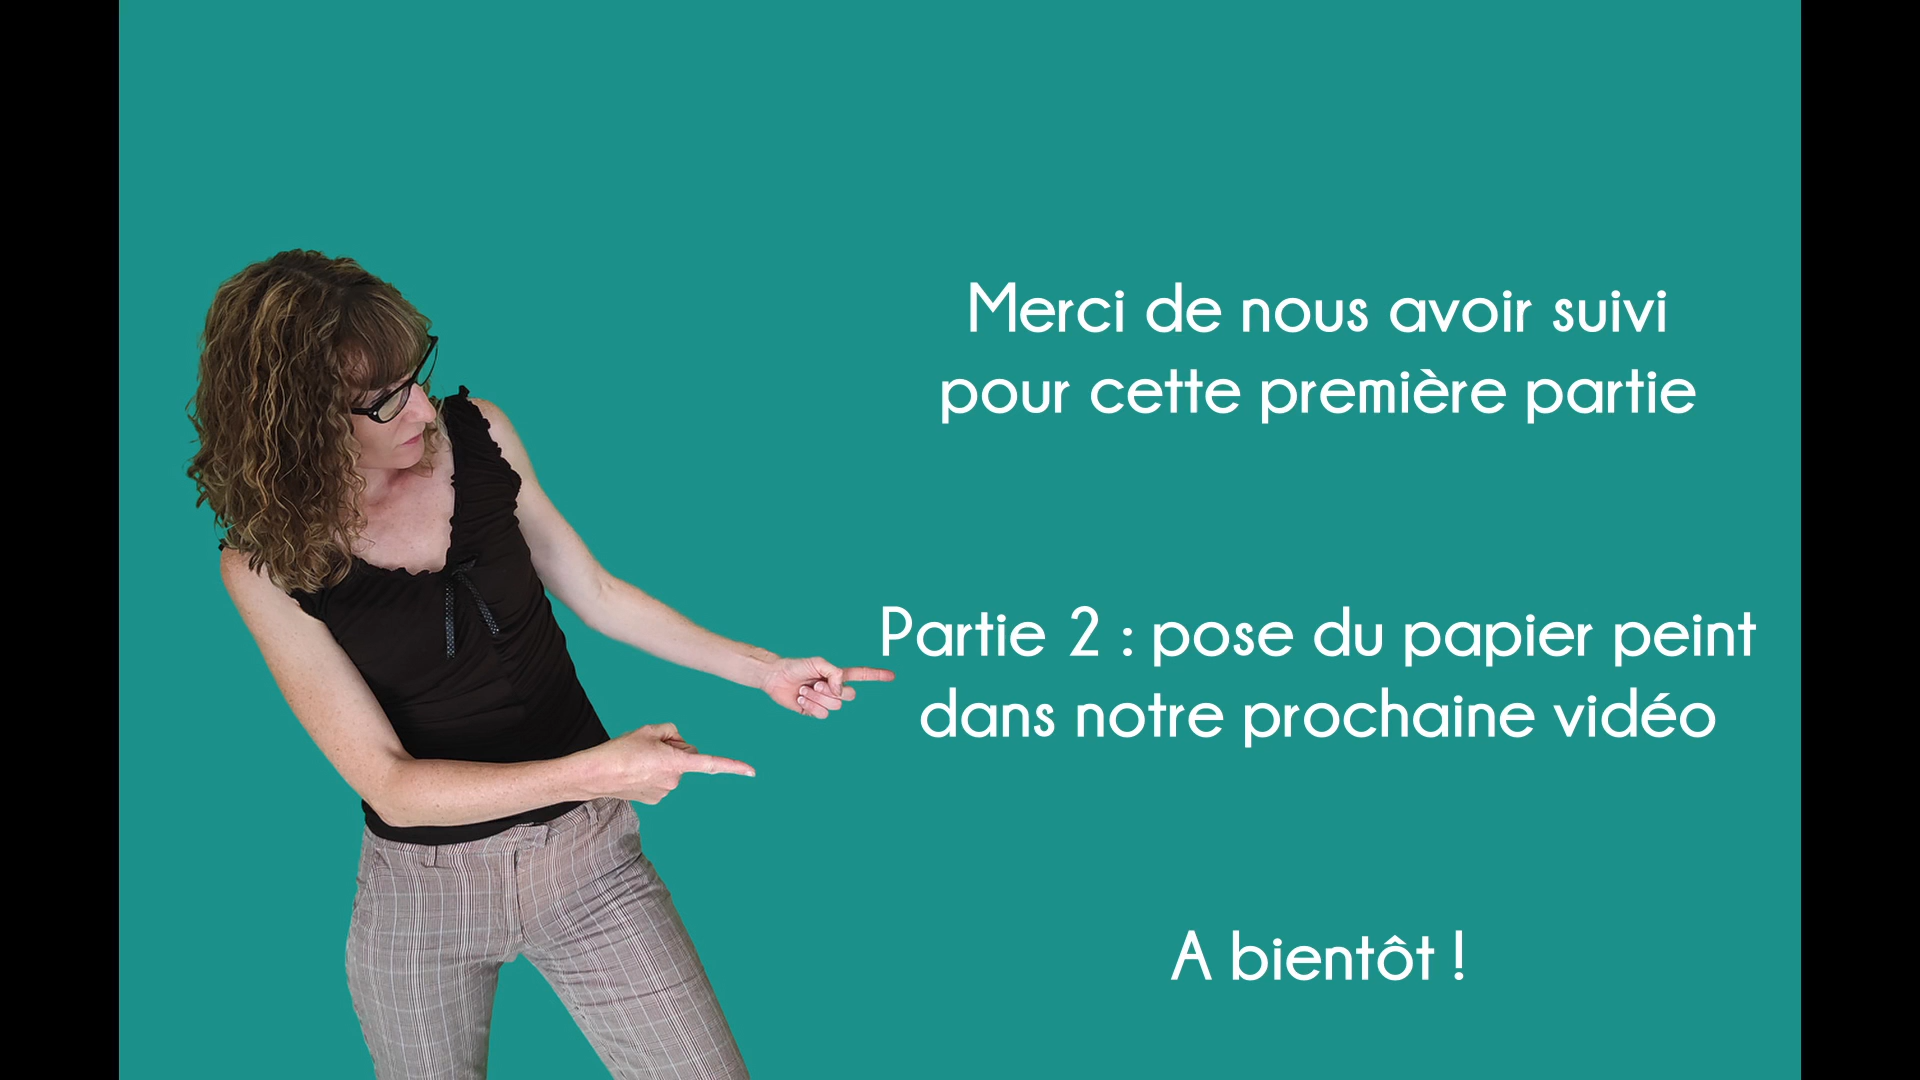 Merci de nous avoir suivi
pour cette première partie
Partie 2 : pose du papier peint
dans notre prochaine vidéo
A bientôt !